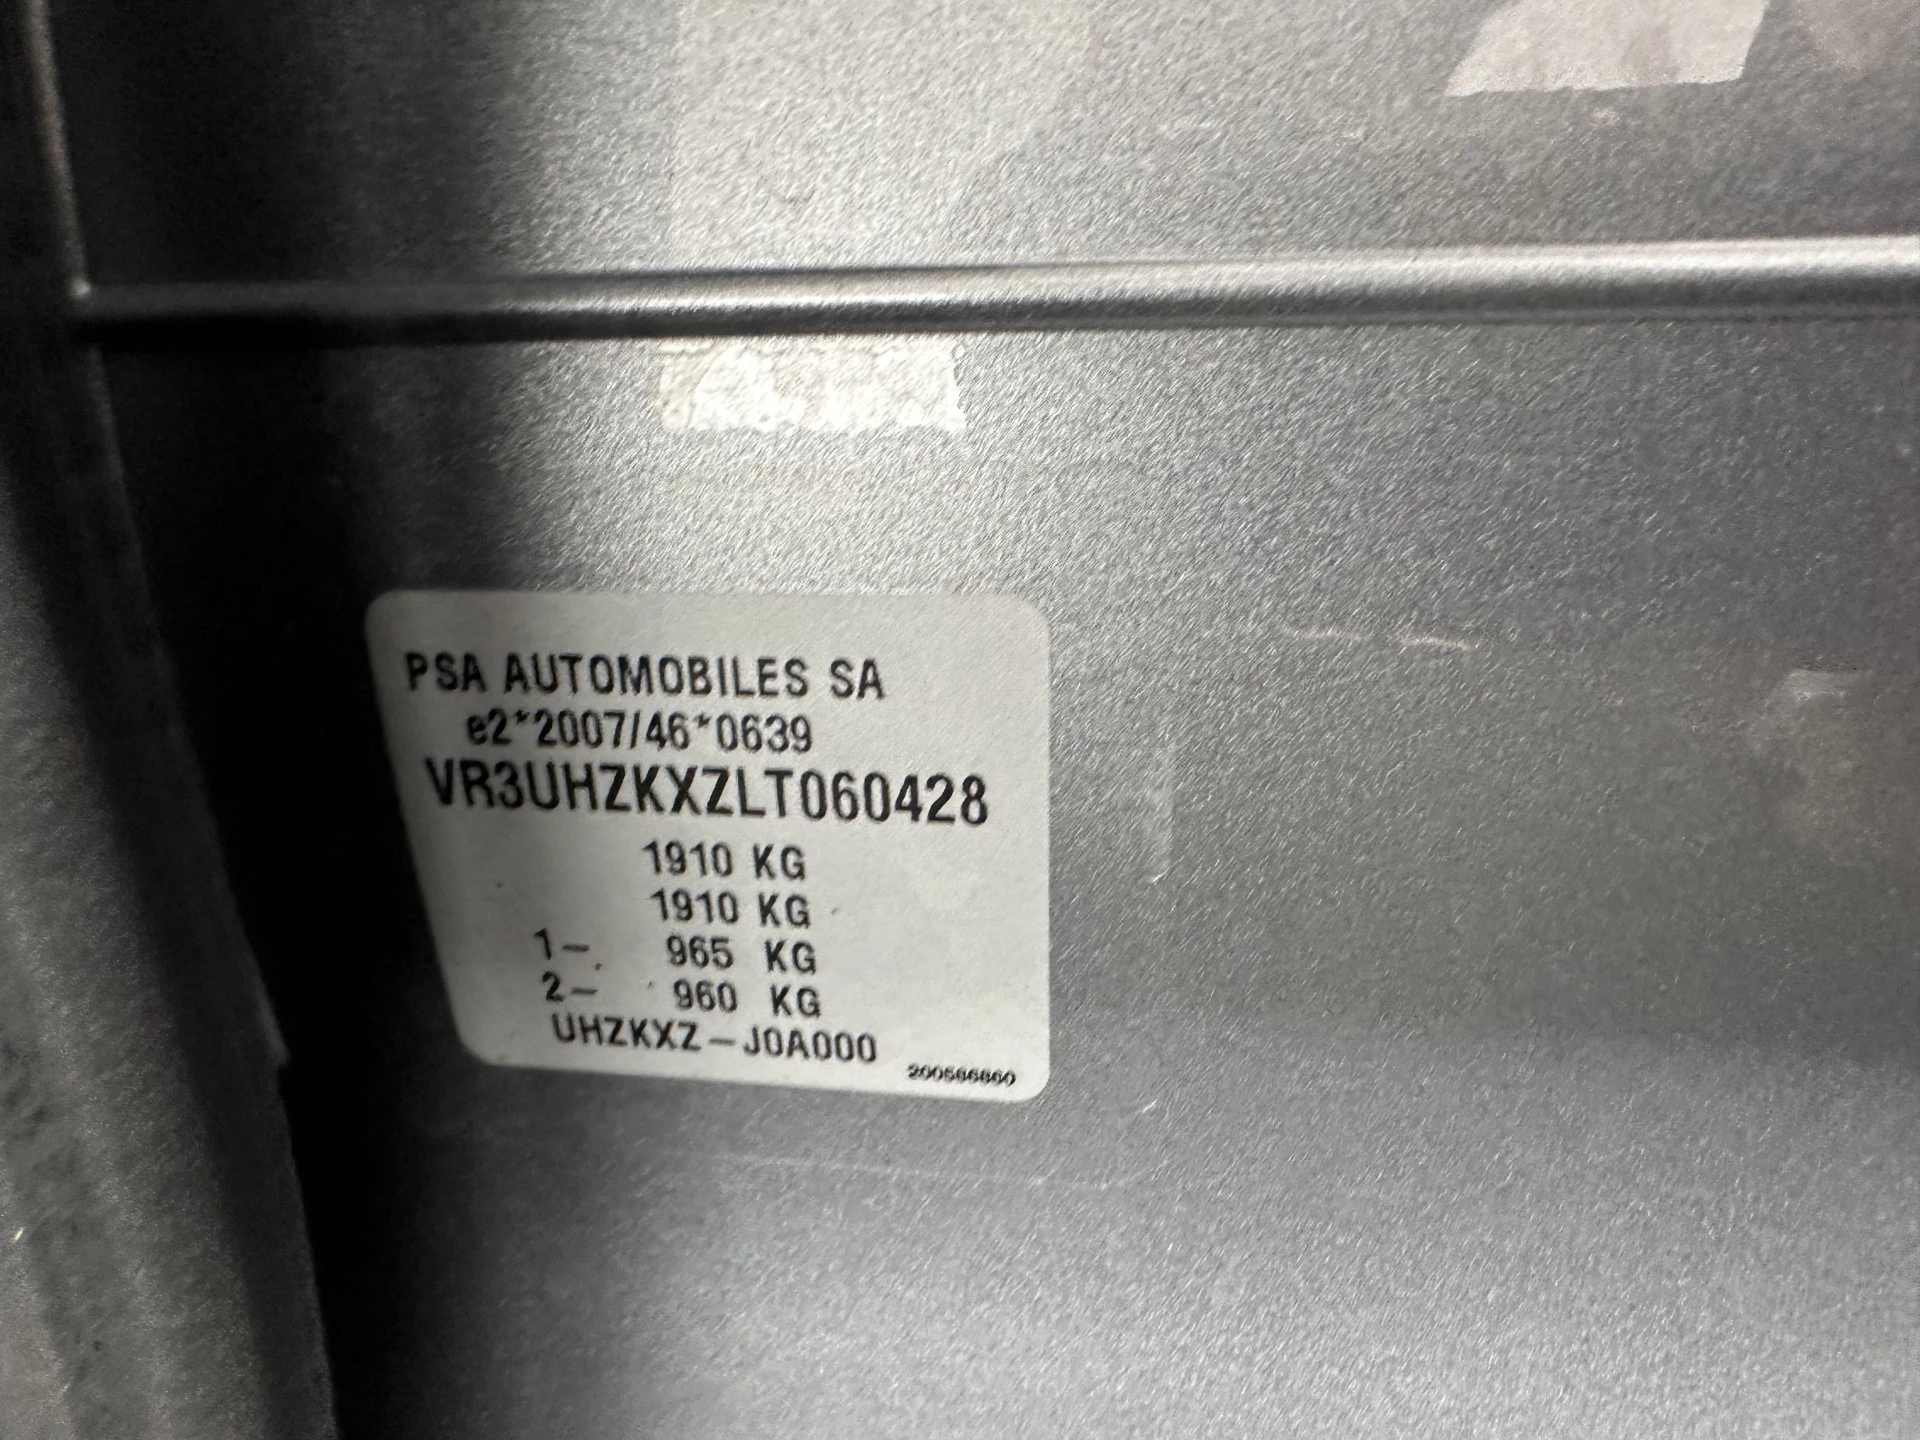 PSA AUTOMOBILES SA
e2*2007/46*0639
VR3UHZKXZLT060428
1910 KG
1910 KG
1- 965 KG
2- 960 KG
UHZKXZ-J0A000
200586860